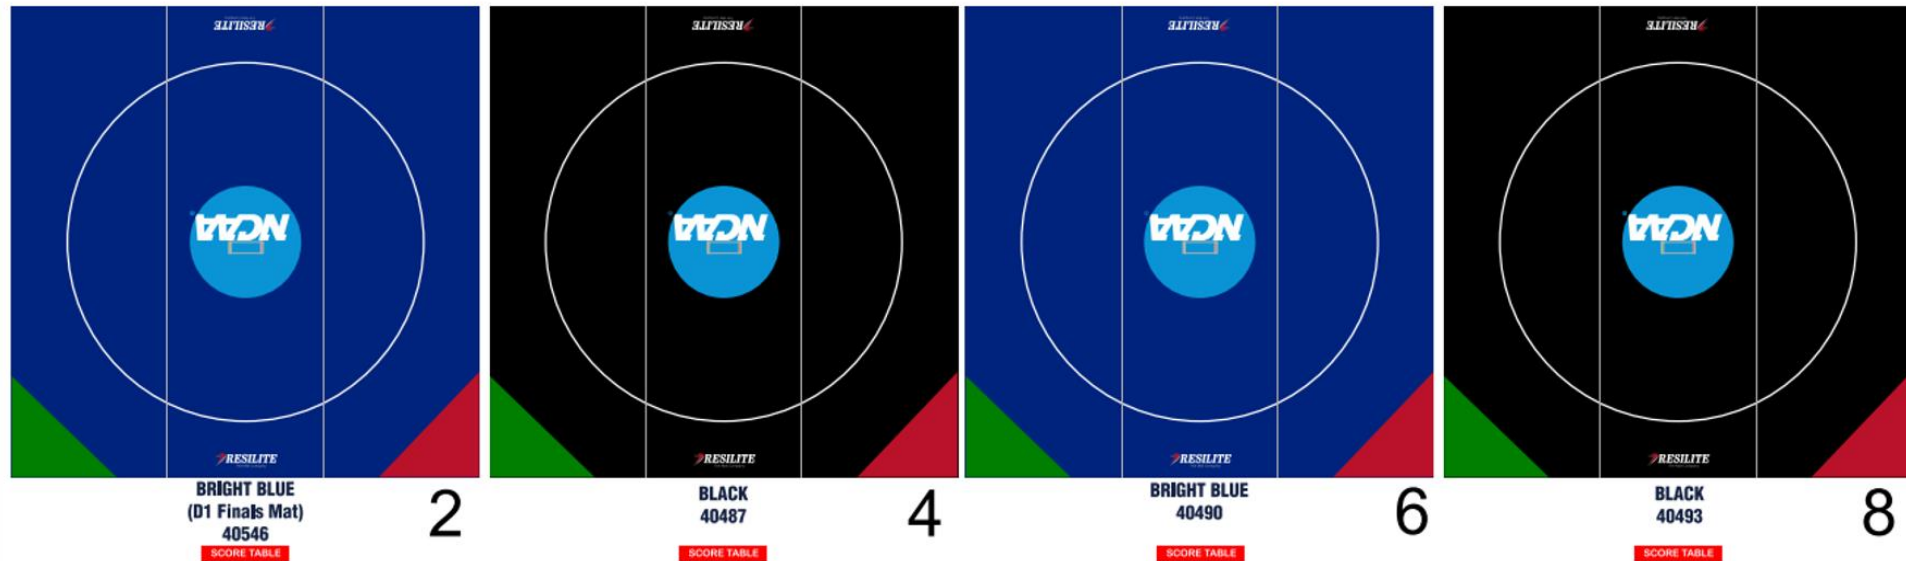 RESILITE
NCAA
RESILITE
BRIGHT BLUE
(D1 Finals Mat)
40546
2
SCORE TABLE
RESILITE
NCAA
RESILITE
BLACK
40487
4
SCORE TABLE
RESILITE
NCAA
RESILITE
BRIGHT BLUE
40490
6
SCORE TABLE
RESILITE
NCAA
RESILITE
BLACK
40493
8
SCORE TABLE